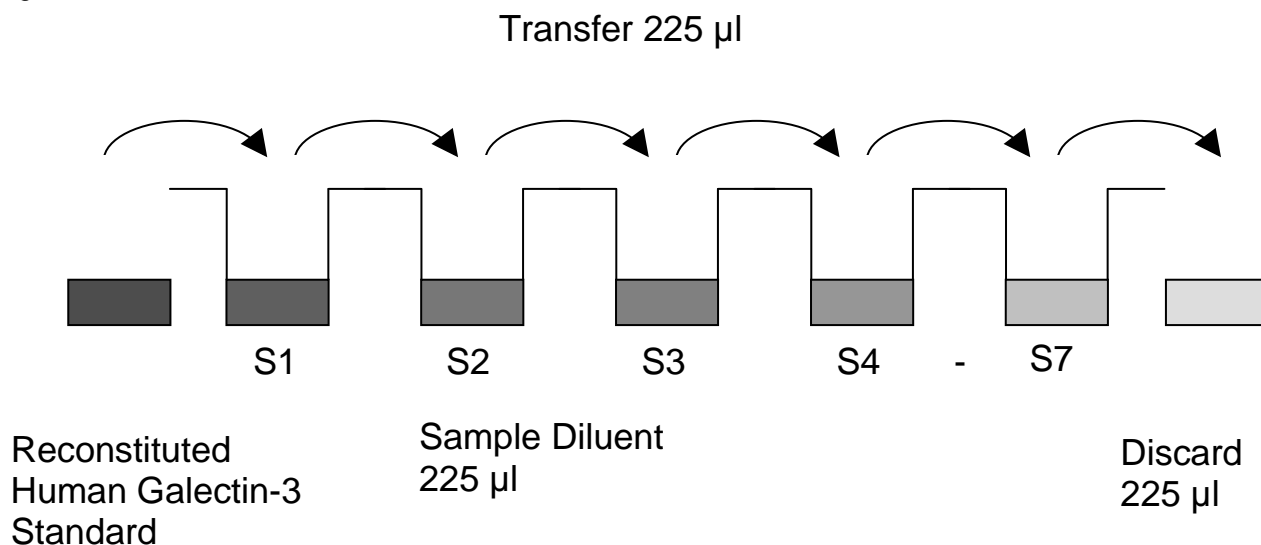 Transfer 225 µl
S1 S2 S3 S4 - S7
Reconstituted
Human Galectin-3
Standard
Sample Diluent
225 µl
Discard
225 µl